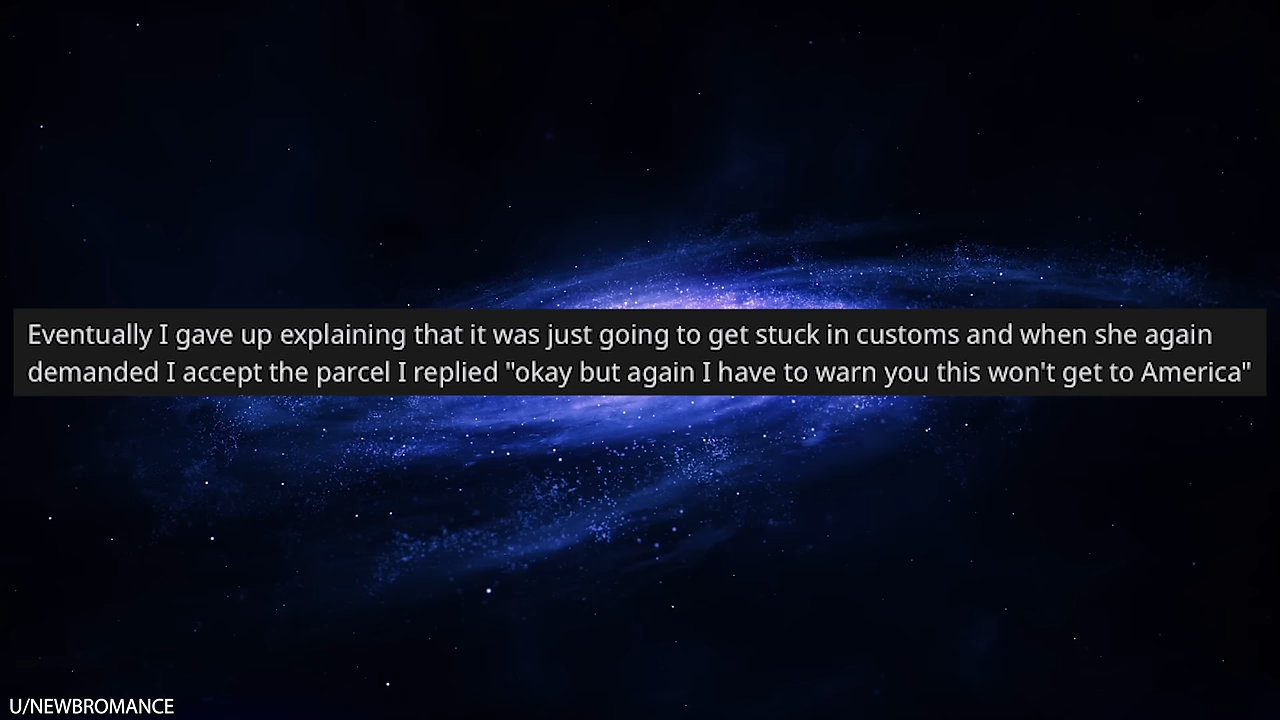 Eventually I gave up explaining that it was just going to get stuck in customs and when she again
demanded I accept the parcel I replied "okay but again I have to warn you this won't get to America"
U/NEWBROMANCE